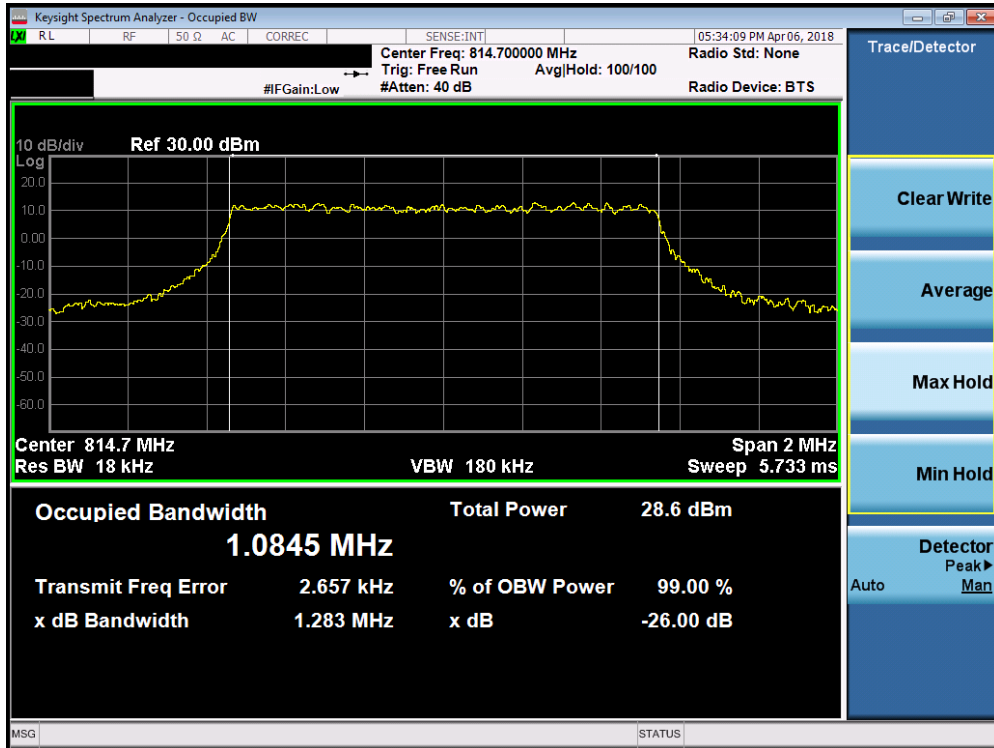 Keysight Spectrum Analyzer - Occupied BW
LXI RL RF 50 Ω AC CORREC SENSE:INT 05:34:09 PM Apr 06, 2018
Center Freq: 814.700000 MHz Radio Std: None
Trig: Free Run Avg|Hold: 100/100
#IFGain:Low #Atten: 40 dB Radio Device: BTS
Trace/Detector
10 dB/div Ref 30.00 dBm
Log
20.0
10.0
0.00
-10.0
-20.0
-30.0
-40.0
-50.0
-60.0
Center 814.7 MHz Span 2 MHz
Res BW 18 kHz VBW 180 kHz Sweep 5.733 ms
Occupied Bandwidth Total Power 28.6 dBm
1.0845 MHz
Transmit Freq Error 2.657 kHz % of OBW Power 99.00 %
x dB Bandwidth 1.283 MHz x dB -26.00 dB
Clear Write
Average
Max Hold
Min Hold
Detector
Peak▶
Auto Man
MSG STATUS